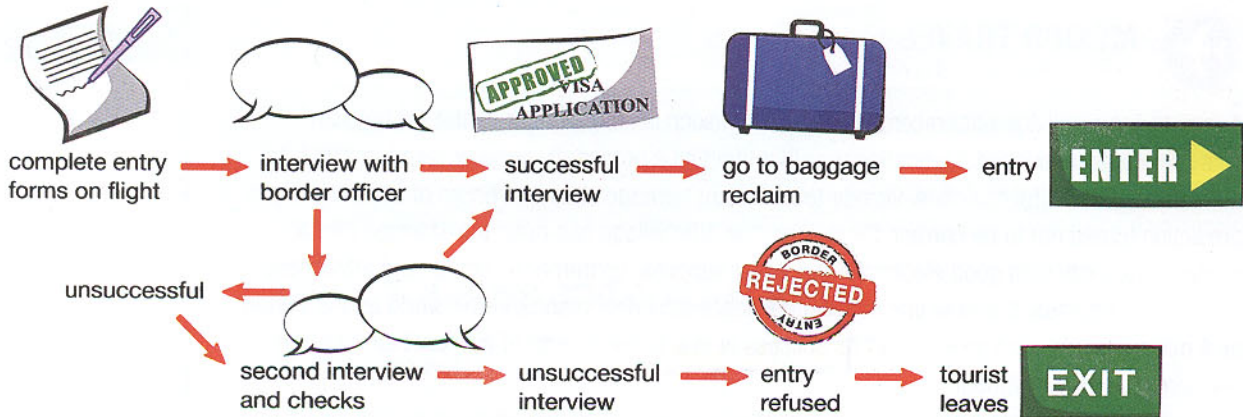 APPROVED
VISA
APPLICATION
complete entry
forms on flight
interview with
border officer
successful
interview
go to baggage
reclaim
entry
ENTER
unsuccessful
BORDER
REJECTED
ENTRY
second interview
and checks
unsuccessful
interview
entry
refused
tourist
leaves
EXIT